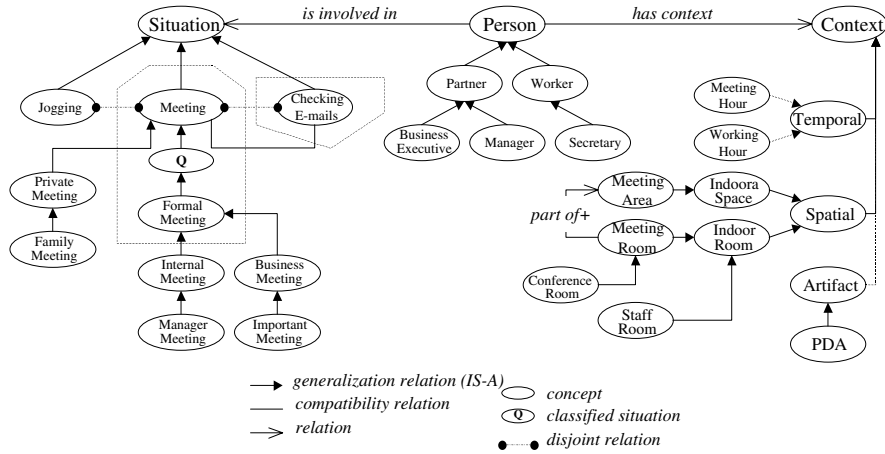 is involved in
has context
Situation
Person
Context
Jogging
Meeting
Checking
E-mails
Partner
Worker
Meeting
Hour
Temporal
Business
Executive
Manager
Secretary
Working
Hour
Q
Private
Meeting
Formal
Meeting
Meeting
Area
Indoora
Space
part of+
Spatial
Family
Meeting
Meeting
Room
Indoor
Room
Internal
Meeting
Business
Meeting
Conference
Room
Artifact
Manager
Meeting
Important
Meeting
Staff
Room
PDA
generalization relation (IS-A)
compatibility relation
relation
concept
Q
classified situation
disjoint relation